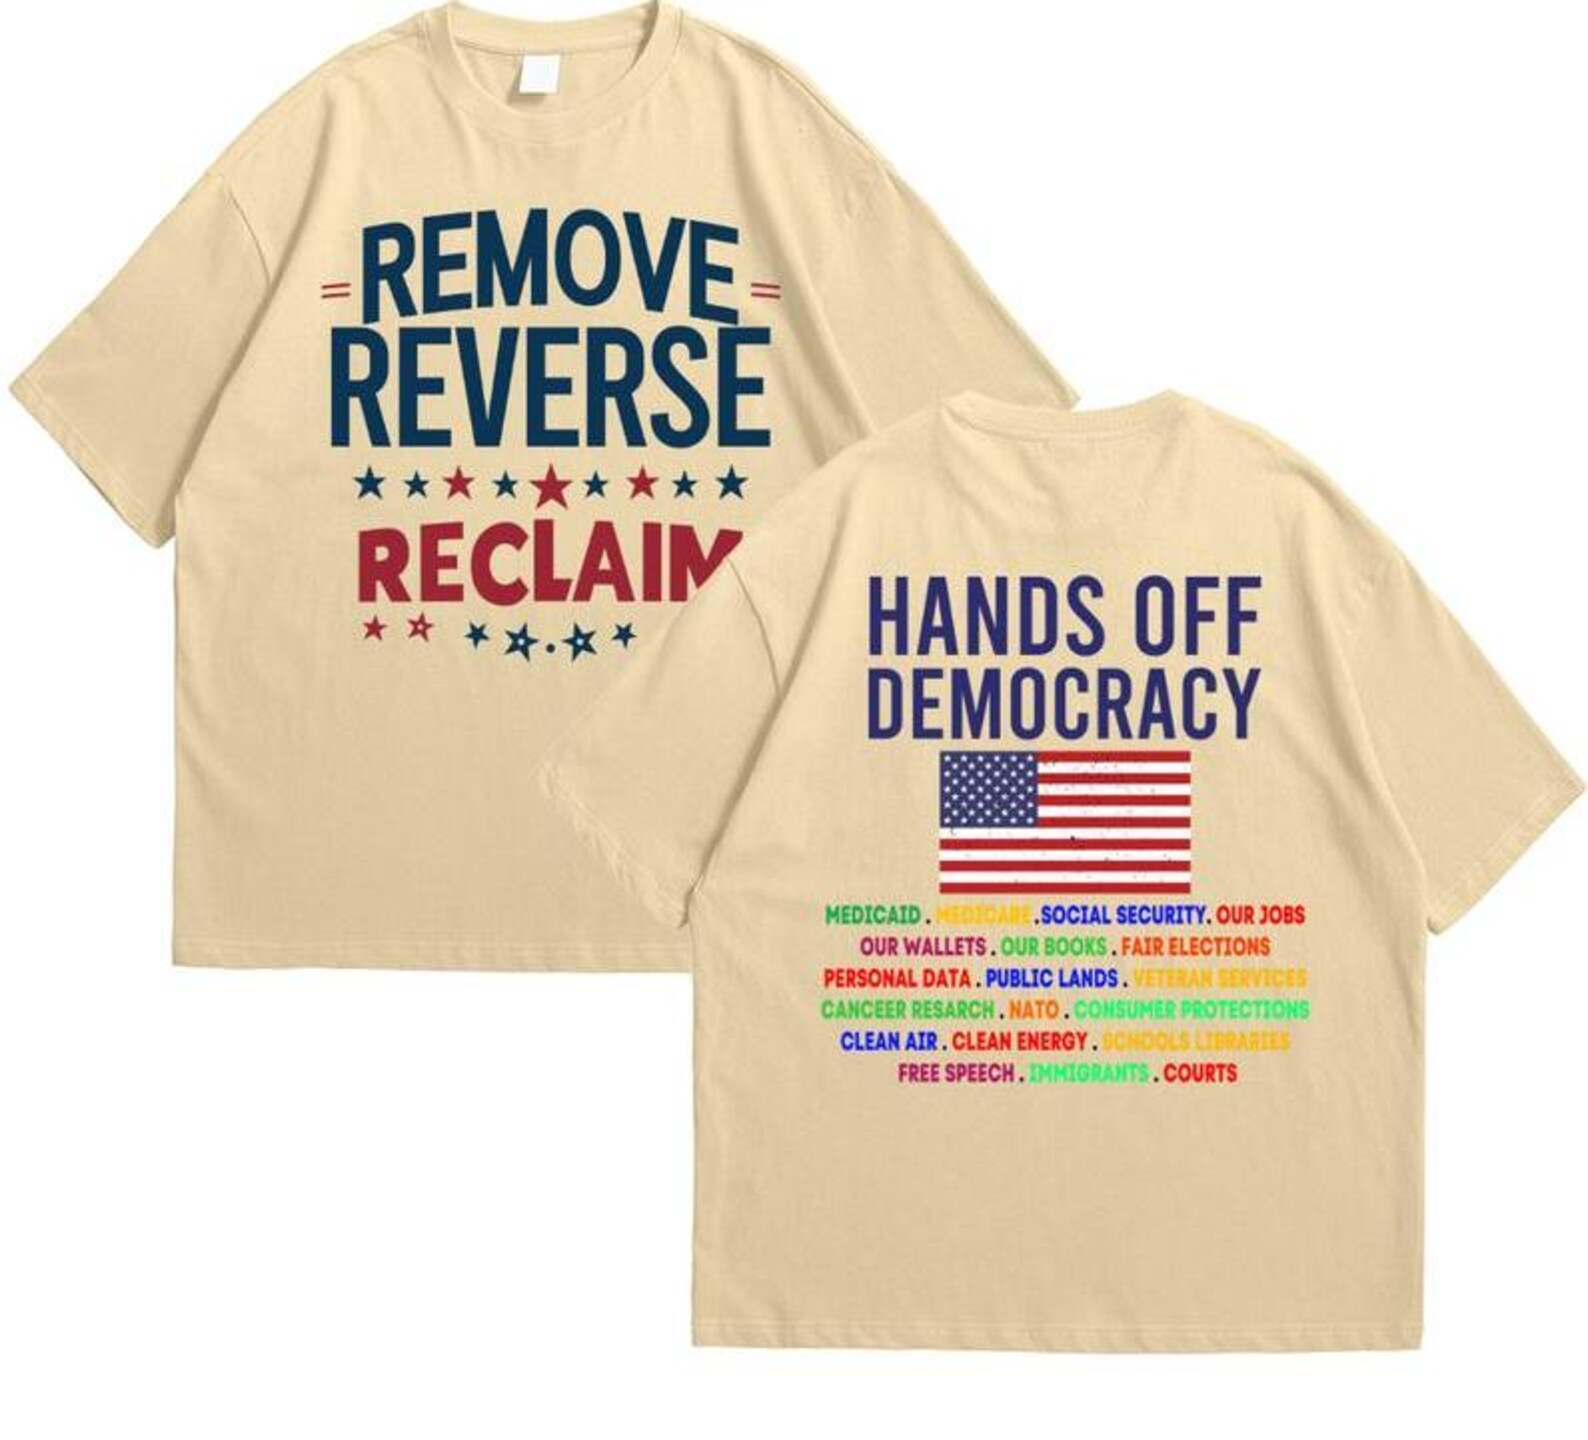 REMOVE
REVERSE
RECLAIM
HANDS OFF
DEMOCRACY
MEDICAID . MEDICARE .SOCIAL SECURITY. OUR JOBS
OUR WALLETS . OUR BOOKS . FAIR ELECTIONS
PERSONAL DATA . PUBLIC LANDS . VETERAN SERVICES
CANCEER RESARCH . NATO . CONSUMER PROTECTIONS
CLEAN AIR . CLEAN ENERGY . SCHOOLS LIBRARIES
FREE SPEECH . IMMIGRANTS . COURTS